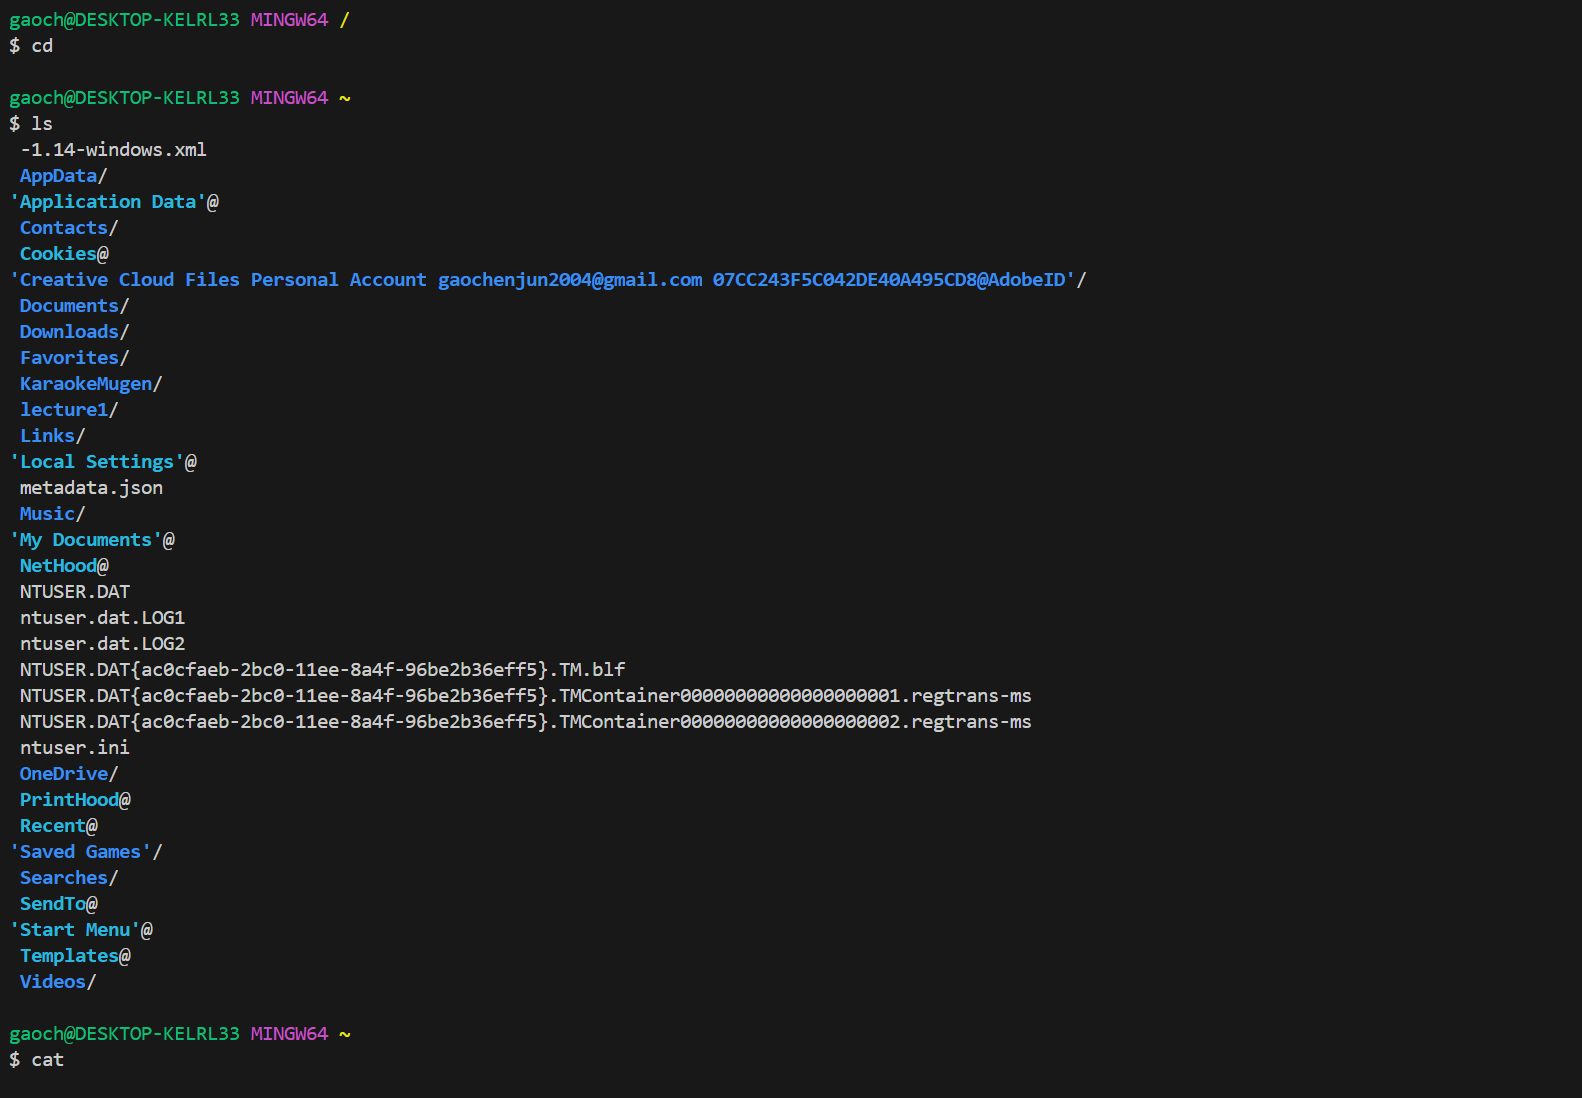 gaoch@DESKTOP-KELRL33 MINGW64 /
$ cd
gaoch@DESKTOP-KELRL33 MINGW64 ~
$ ls
-1.14-windows.xml
AppData/
'Application Data'@
Contacts/
Cookies@
'Creative Cloud Files Personal Account gaochenjun2004@gmail.com 07CC243F5C042DE40A495CD8@AdobeID'/
Documents/
Downloads/
Favorites/
KaraokeMugen/
lecture1/
Links/
'Local Settings'@
metadata.json
Music/
'My Documents'@
NetHood@
NTUSER.DAT
ntuser.dat.LOG1
ntuser.dat.LOG2
NTUSER.DAT{ac0cfaeb-2bc0-11ee-8a4f-96be2b36eff5}.TM.blf
NTUSER.DAT{ac0cfaeb-2bc0-11ee-8a4f-96be2b36eff5}.TMContainer00000000000000000001.regtrans-ms
NTUSER.DAT{ac0cfaeb-2bc0-11ee-8a4f-96be2b36eff5}.TMContainer00000000000000000002.regtrans-ms
ntuser.ini
OneDrive/
PrintHood@
Recent@
'Saved Games'/
Searches/
SendTo@
'Start Menu'@
Templates@
Videos/
gaoch@DESKTOP-KELRL33 MINGW64 ~
$ cat